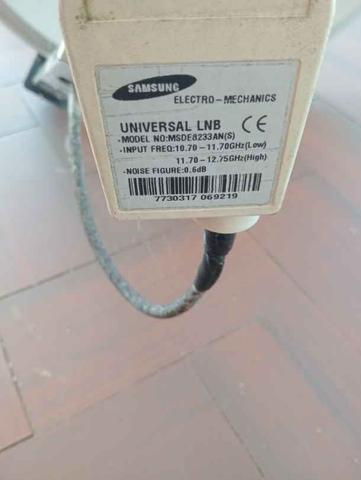 SAMSUNG
ELECTRO-MECHANICS
UNIVERSAL LNB CE
·MODEL NO:MSDE8233AN(S)
·INPUT FREQ:10.70 - 11.70GHz(Low)
11.70 - 12.75GHz(High)
·NOISE FIGURE:0.6dB
7730317 069219